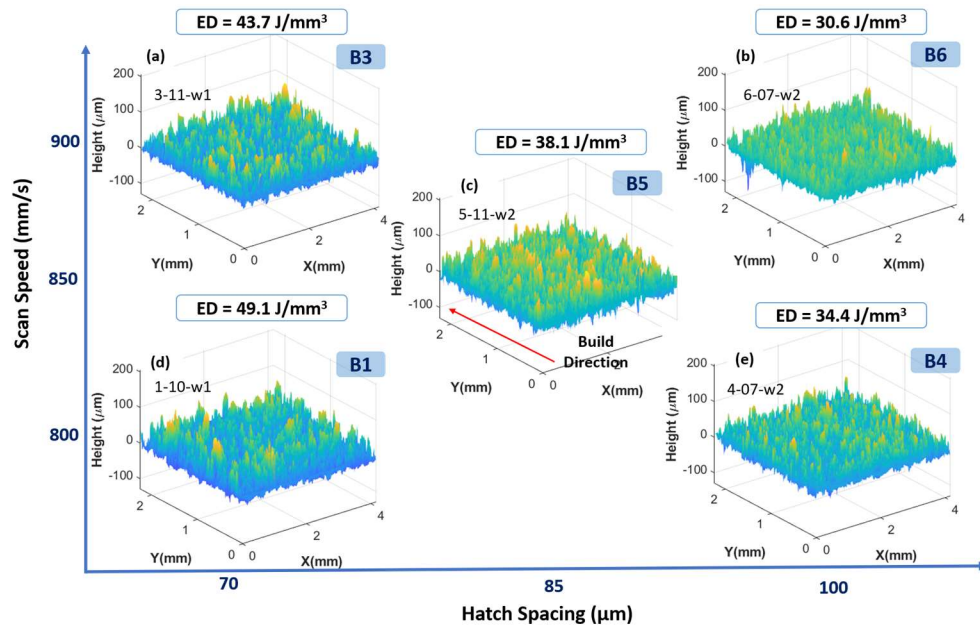 ED = 43.7 J/mm³
B3
(a)
3-11-w1
200
100
0
-100
Height (μm)
2
1
0
Y(mm)
0
2
4
X(mm)
ED = 30.6 J/mm³
B6
(b)
6-07-w2
200
100
0
-100
Height (μm)
2
1
0
Y(mm)
0
2
4
X(mm)
ED = 38.1 J/mm³
B5
(c)
5-11-w2
200
100
0
-100
Height (μm)
2
1
0
Y(mm)
0
X(mm)
Build
Direction
ED = 49.1 J/mm³
B1
(d)
1-10-w1
200
100
0
-100
Height (μm)
2
1
0
Y(mm)
0
2
4
X(mm)
ED = 34.4 J/mm³
B4
(e)
4-07-w2
200
100
0
-100
Height (μm)
2
1
0
Y(mm)
0
2
4
X(mm)
Scan Speed (mm/s)
900
850
800
70
85
100
Hatch Spacing (μm)